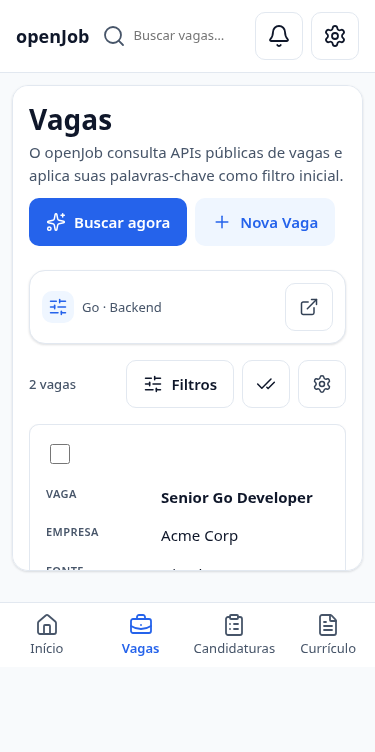 openJob
Buscar vagas...
Vagas
O openJob consulta APIs públicas de vagas e
aplica suas palavras-chave como filtro inicial.
Buscar agora
Nova Vaga
Go · Backend
2 vagas
Filtros
VAGA
Senior Go Developer
EMPRESA
Acme Corp
FONTE
Início
Vagas
Candidaturas
Currículo